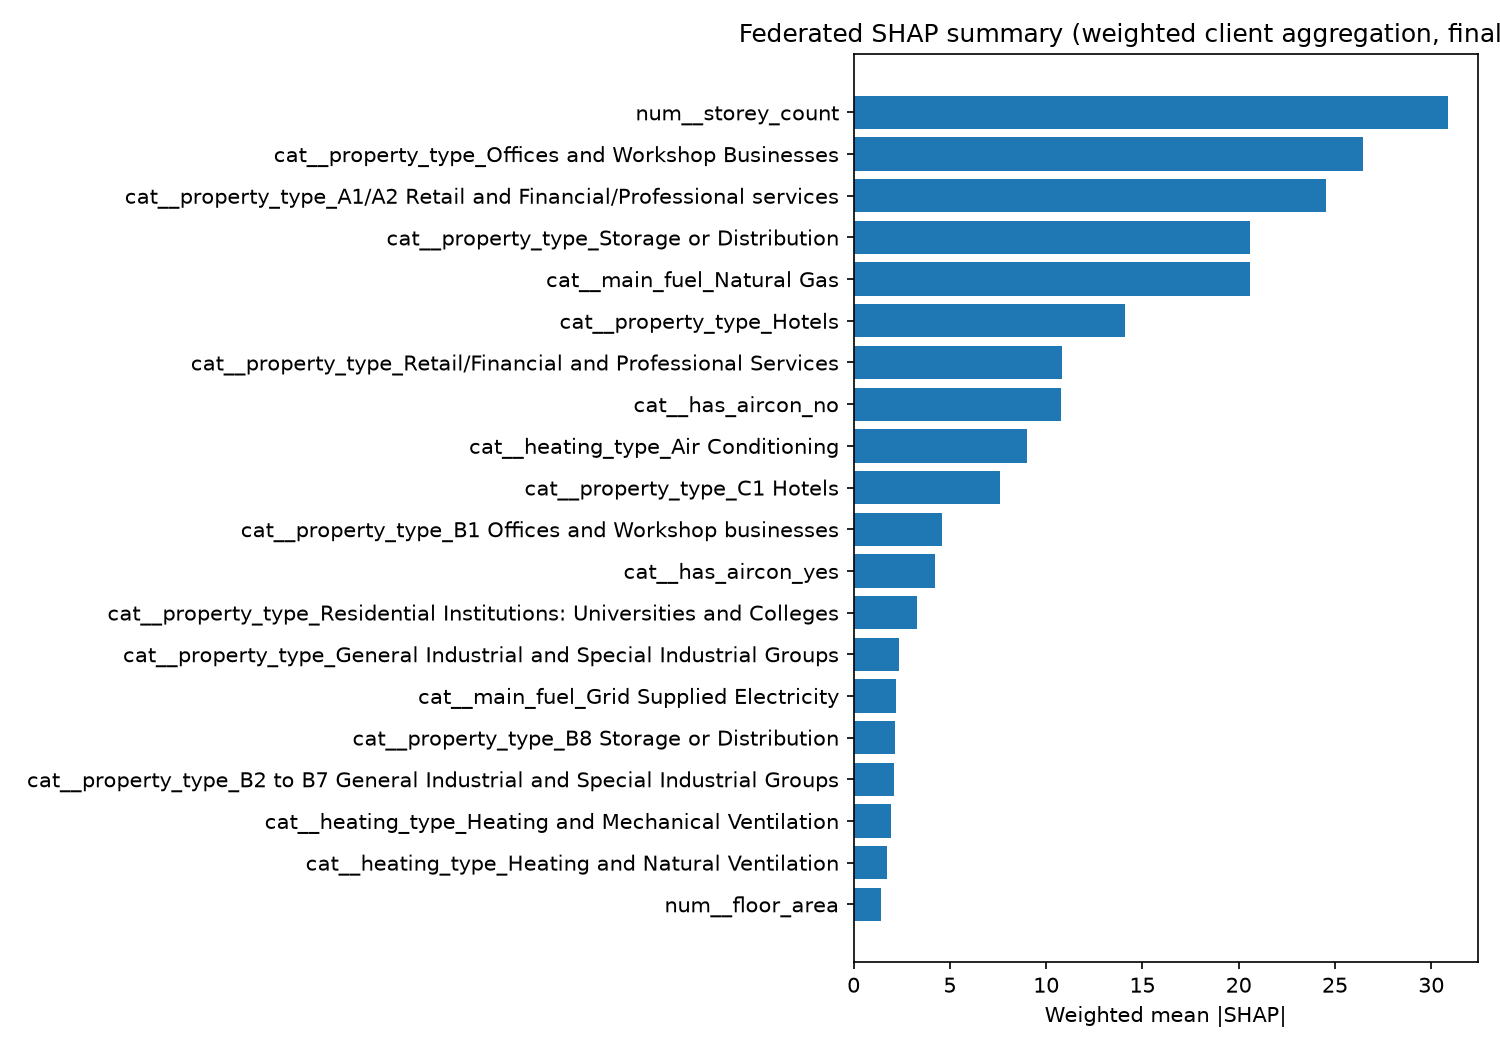 Federated SHAP summary (weighted client aggregation, final
num__storey_count
cat__property_type_Offices and Workshop Businesses
cat__property_type_A1/A2 Retail and Financial/Professional services
cat__property_type_Storage or Distribution
cat__main_fuel_Natural Gas
cat__property_type_Hotels
cat__property_type_Retail/Financial and Professional Services
cat__has_aircon_no
cat__heating_type_Air Conditioning
cat__property_type_C1 Hotels
cat__property_type_B1 Offices and Workshop businesses
cat__has_aircon_yes
cat__property_type_Residential Institutions: Universities and Colleges
cat__property_type_General Industrial and Special Industrial Groups
cat__main_fuel_Grid Supplied Electricity
cat__property_type_B8 Storage or Distribution
cat__property_type_B2 to B7 General Industrial and Special Industrial Groups
cat__heating_type_Heating and Mechanical Ventilation
cat__heating_type_Heating and Natural Ventilation
num__floor_area
0 5 10 15 20 25 30
Weighted mean |SHAP|